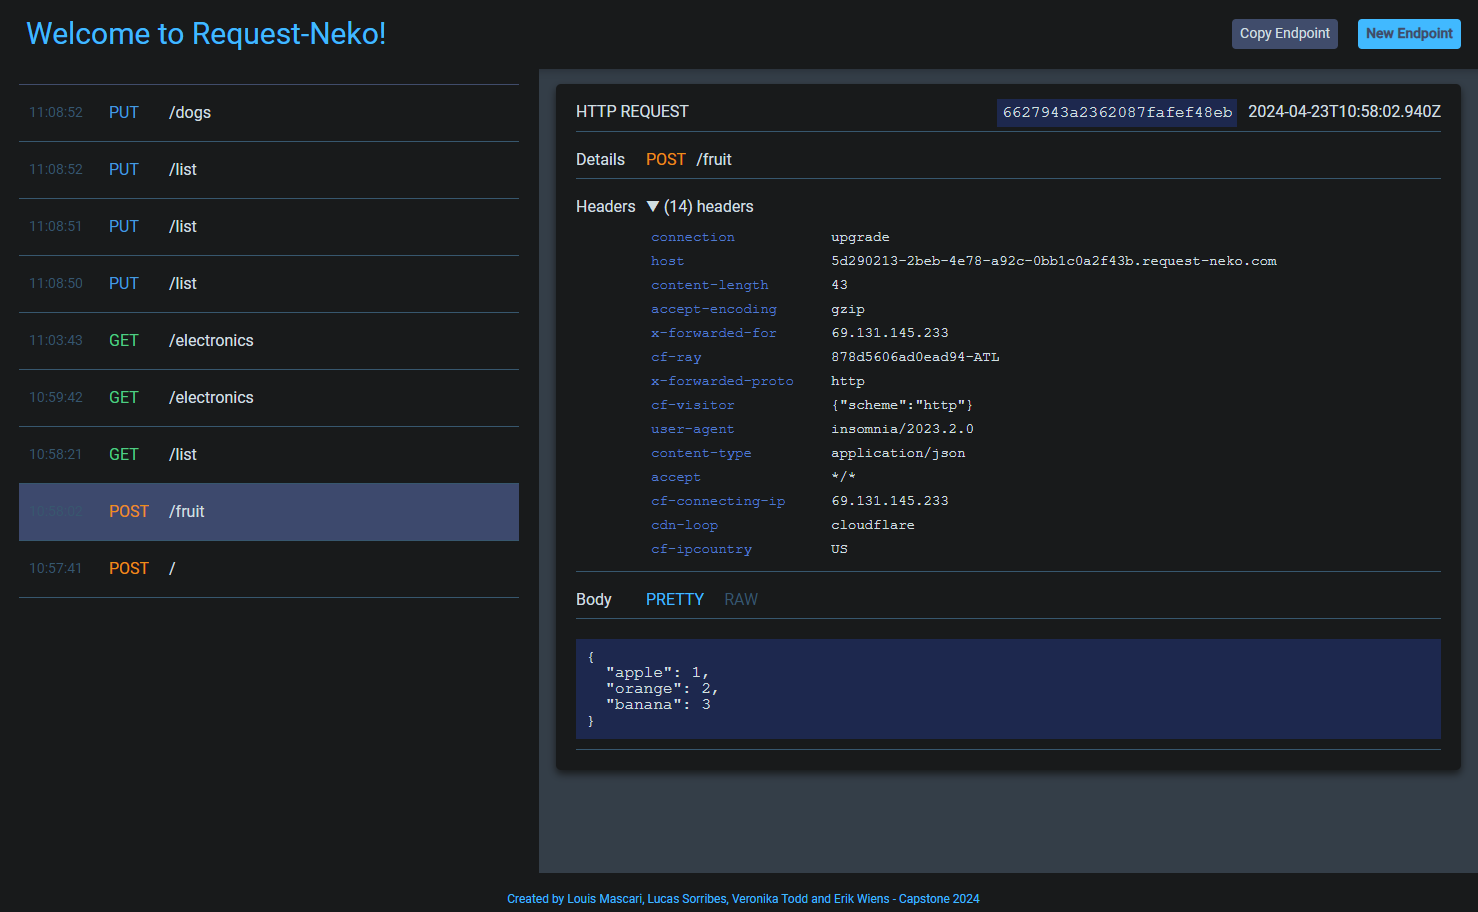 Welcome to Request-Neko!
Copy Endpoint
New Endpoint
11:08:52 PUT /dogs
11:08:52 PUT /list
11:08:51 PUT /list
11:08:50 PUT /list
11:03:43 GET /electronics
10:59:42 GET /electronics
10:58:21 GET /list
POST /fruit
10:57:41 POST /
HTTP REQUEST 6627943a2362087fafef48eb 2024-04-23T10:58:02.940Z
Details POST /fruit
Headers ▼ (14) headers
connection upgrade
host 5d290213-2beb-4e78-a92c-0bb1c0a2f43b.request-neko.com
content-length 43
accept-encoding gzip
x-forwarded-for 69.131.145.233
cf-ray 878d5606ad0ead94-ATL
x-forwarded-proto http
cf-visitor {"scheme":"http"}
user-agent insomnia/2023.2.0
content-type application/json
accept */*
cf-connecting-ip 69.131.145.233
cdn-loop cloudflare
cf-ipcountry US
Body PRETTY RAW
{
"apple": 1,
"orange": 2,
"banana": 3
}
Created by Louis Mascari, Lucas Sorribes, Veronika Todd and Erik Wiens - Capstone 2024